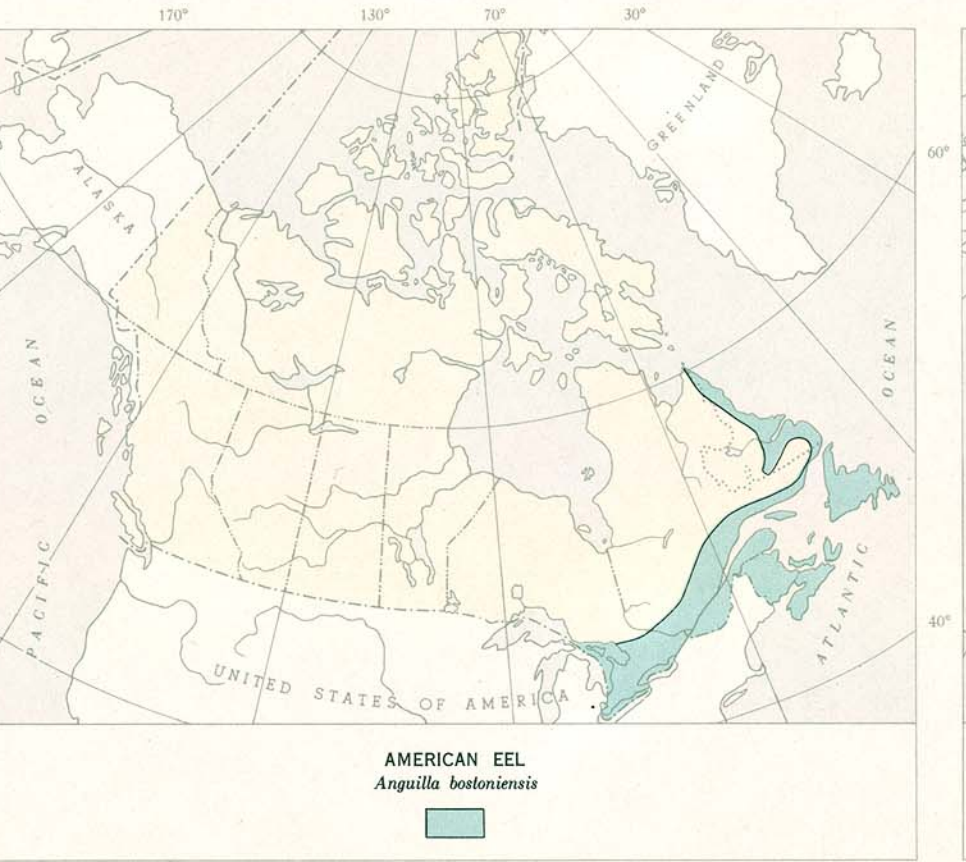 170° 130° 70° 30°
GREENLAND
60°
ALASKA
OCEAN
OCEAN
PACIFIC
ATLANTIC
40°
UNITED STATES OF AMERICA
AMERICAN EEL
Anguilla bostoniensis